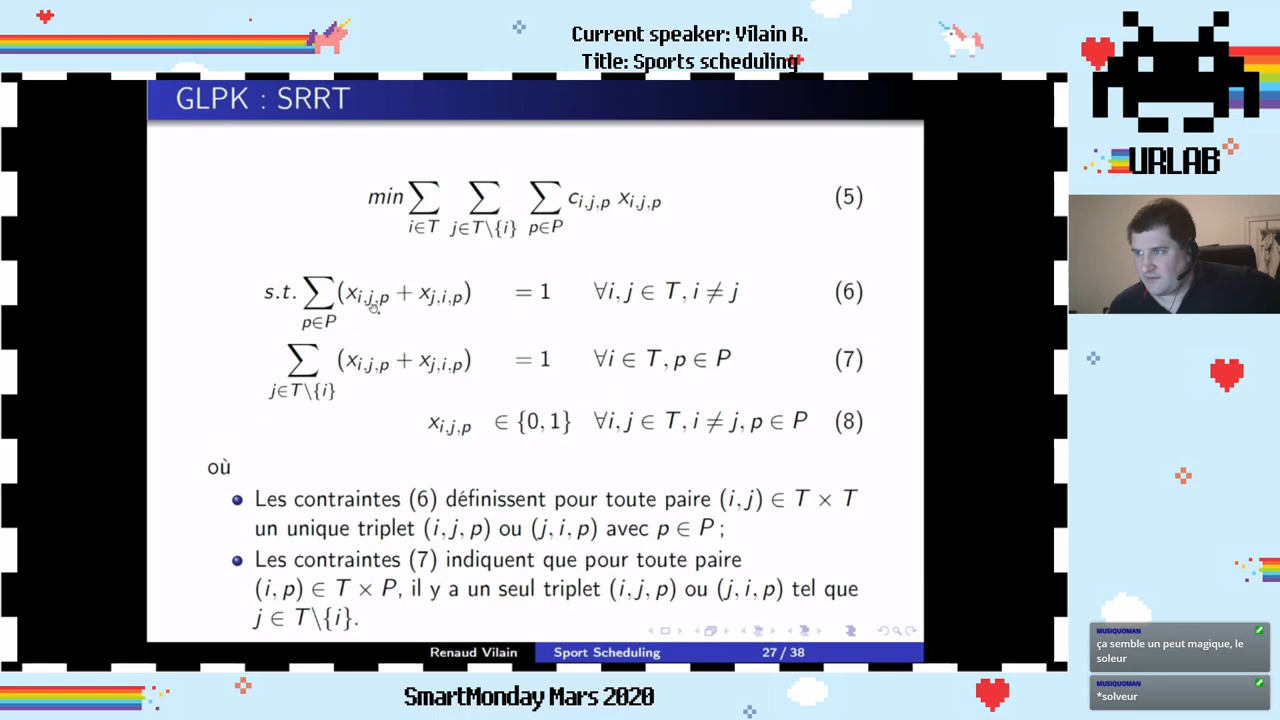 Current speaker: Vilain R.
Title: Sports scheduling
URLAB
GLPK : SRRT
min ∑_{i∈T} ∑_{j∈T\{i}} ∑_{p∈P} c_{i,j,p} x_{i,j,p} (5)
s.t. ∑_{p∈P} (x_{i,j,p} + x_{j,i,p}) = 1 ∀i, j ∈ T, i ≠ j (6)
∑_{j∈T\{i}} (x_{i,j,p} + x_{j,i,p}) = 1 ∀i ∈ T, p ∈ P (7)
x_{i,j,p} ∈ {0, 1} ∀i, j ∈ T, i ≠ j, p ∈ P (8)
où
Les contraintes (6) définissent pour toute paire (i, j) ∈ T × T
un unique triplet (i, j, p) ou (j, i, p) avec p ∈ P ;
Les contraintes (7) indiquent que pour toute paire
(i, p) ∈ T × P, il y a un seul triplet (i, j, p) ou (j, i, p) tel que
j ∈ T\{i}.
Renaud Vilain Sport Scheduling 27 / 38
MUSIQUOMAN
ça semble un peut magique, le
soleur
MUSIQUOMAN
*solveur
SmartMonday Mars 2020